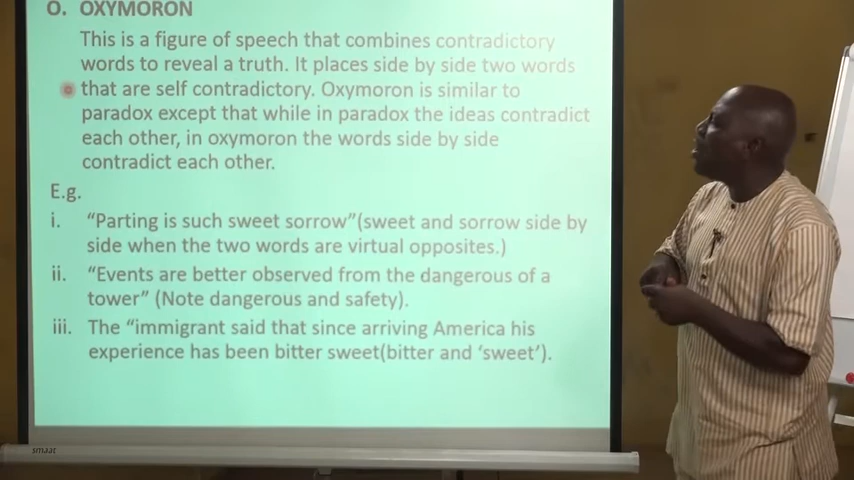 O. OXYMORON
This is a figure of speech that combines contradictory
words to reveal a truth. It places side by side two words
that are self contradictory. Oxymoron is similar to
paradox except that while in paradox the ideas contradict
each other, in oxymoron the words side by side
contradict each other.
E.g.
i. “Parting is such sweet sorrow”(sweet and sorrow side by
side when the two words are virtual opposites.)
ii. “Events are better observed from the dangerous of a
tower” (Note dangerous and safety).
iii. The “immigrant said that since arriving America his
experience has been bitter sweet(bitter and ‘sweet’).
smaat